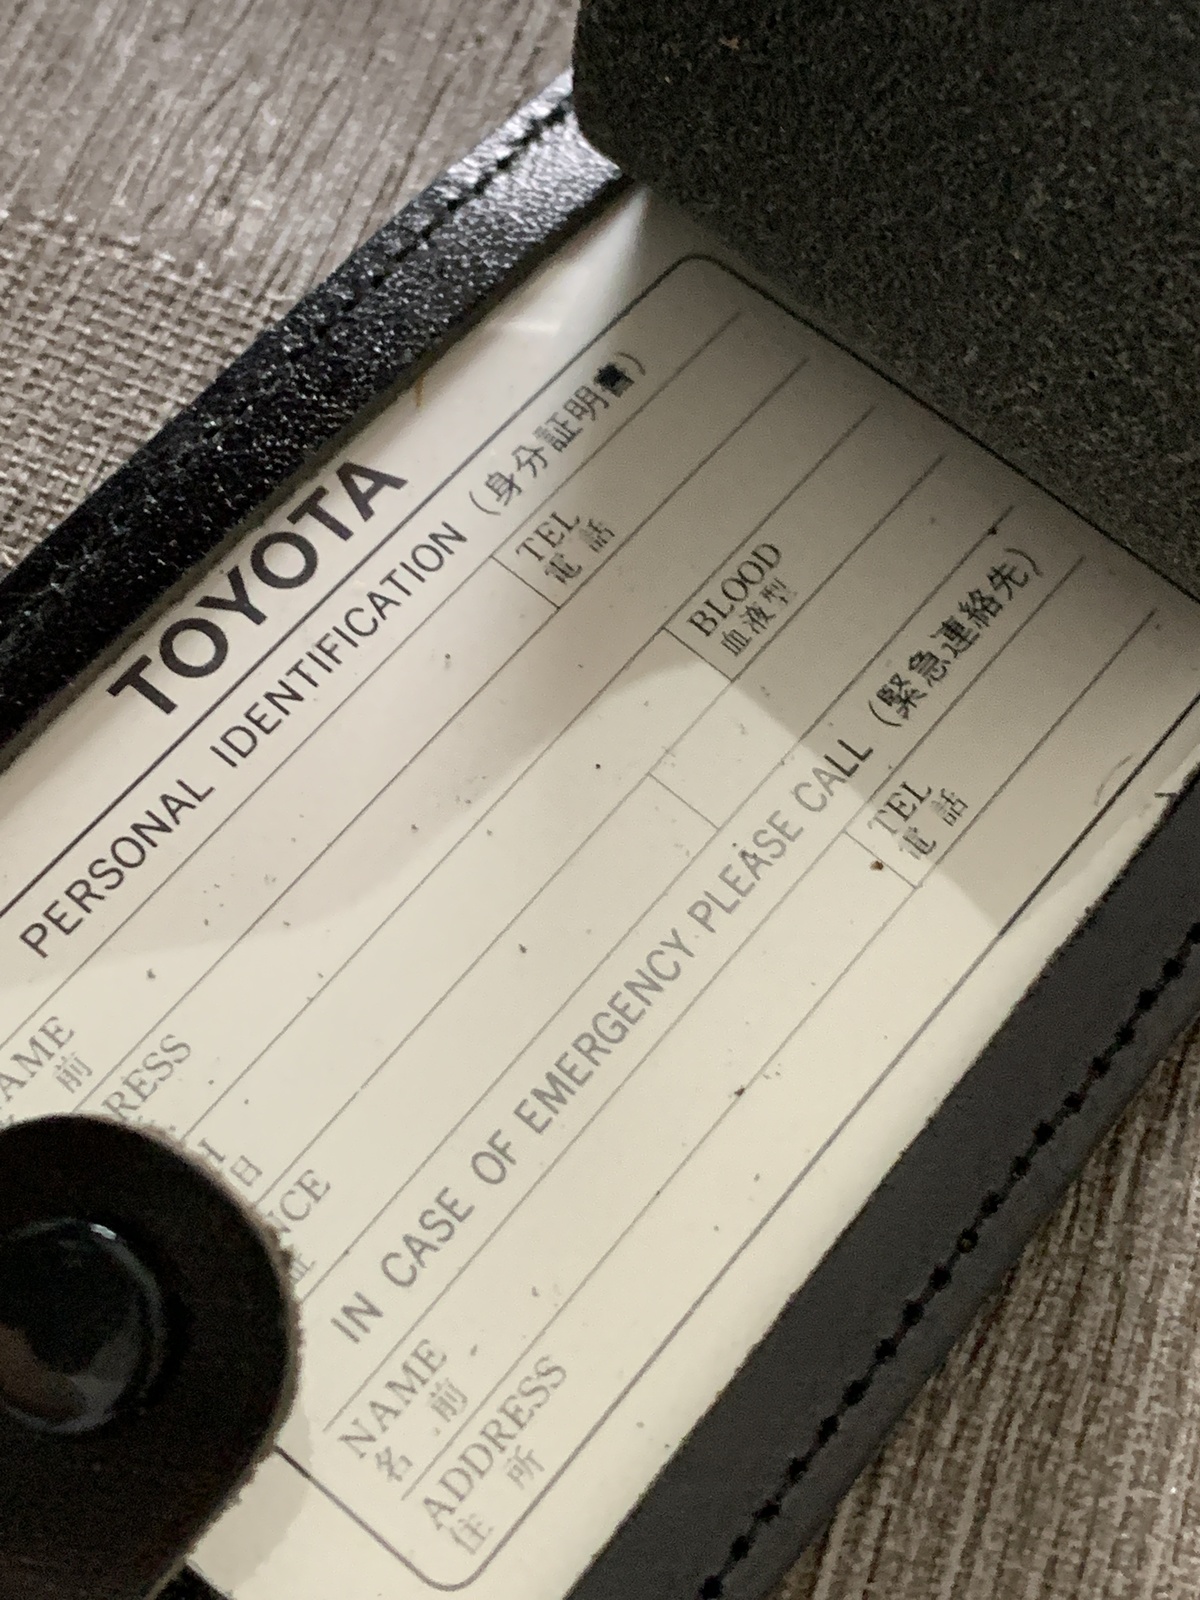 TOYOTA
PERSONAL IDENTIFICATION (身分証明書)
TEL
電話
BLOOD
血液型
IN CASE OF EMERGENCY PLEASE CALL (緊急連絡先)
NAME
名前
TEL
電話
ADDRESS
住所